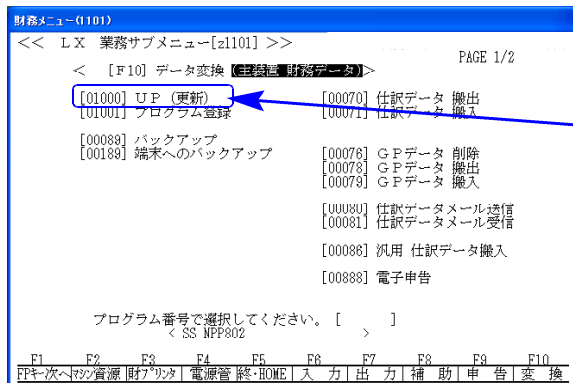 財務メニュー(1101)
<< ＬＸ 業務サブメニュー[z1101] >>
PAGE 1/2
< [F10] データ変換 (主装置 財務データ)>
[01000] ＵＰ (更新)
[01001] プログラム登録
[00089] バックアップ
[00189] 端末へのバックアップ
[00070] 仕訳データ 搬出
[00071] 仕訳データ 搬入
[00076] ＧＰデータ 削除
[00078] ＧＰデータ 搬出
[00079] ＧＰデータ 搬入
[00080] 仕訳データメール送信
[00081] 仕訳データメール受信
[00086] 汎用 仕訳データ搬入
[00888] 電子申告
プログラム番号で選択してください。 [ ]
< SS NPP802 >
F1 F2 F3 F4 F5 F6 F7 F8 F9 F10
FPキー次へ マシン資源 財プリンタ 電源管 終・HOME 入 力 出 力 補 助 申 告 変 換